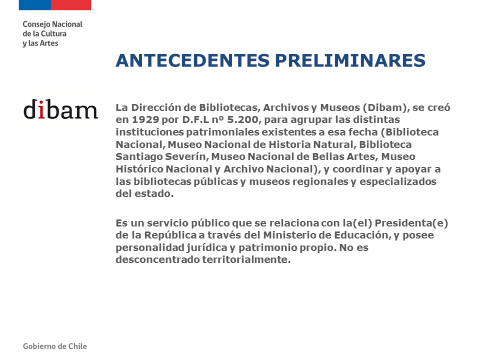 Consejo Nacional
de la Cultura
y las Artes
ANTECEDENTES PRELIMINARES
dibam
La Dirección de Bibliotecas, Archivos y Museos (Dibam), se creó
en 1929 por D.F.L nº 5.200, para agrupar las distintas
instituciones patrimoniales existentes a esa fecha (Biblioteca
Nacional, Museo Nacional de Historia Natural, Biblioteca
Santiago Severín, Museo Nacional de Bellas Artes, Museo
Histórico Nacional y Archivo Nacional), y coordinar y apoyar a
las bibliotecas públicas y museos regionales y especializados
del estado.
Es un servicio público que se relaciona con la(el) Presidenta(e)
de la República a través del Ministerio de Educación, y posee
personalidad jurídica y patrimonio propio. No es
desconcentrado territorialmente.
Gobierno de Chile